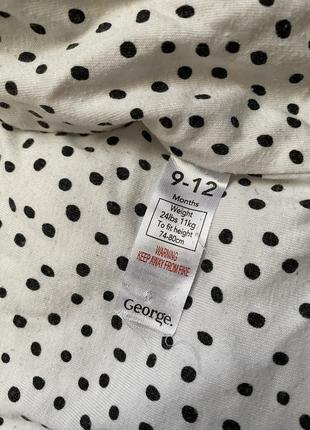 9-12
Months
Weight
24lbs 11kg
To fit height
74-80cm
WARNING
KEEP AWAY FROM FIRE
George.